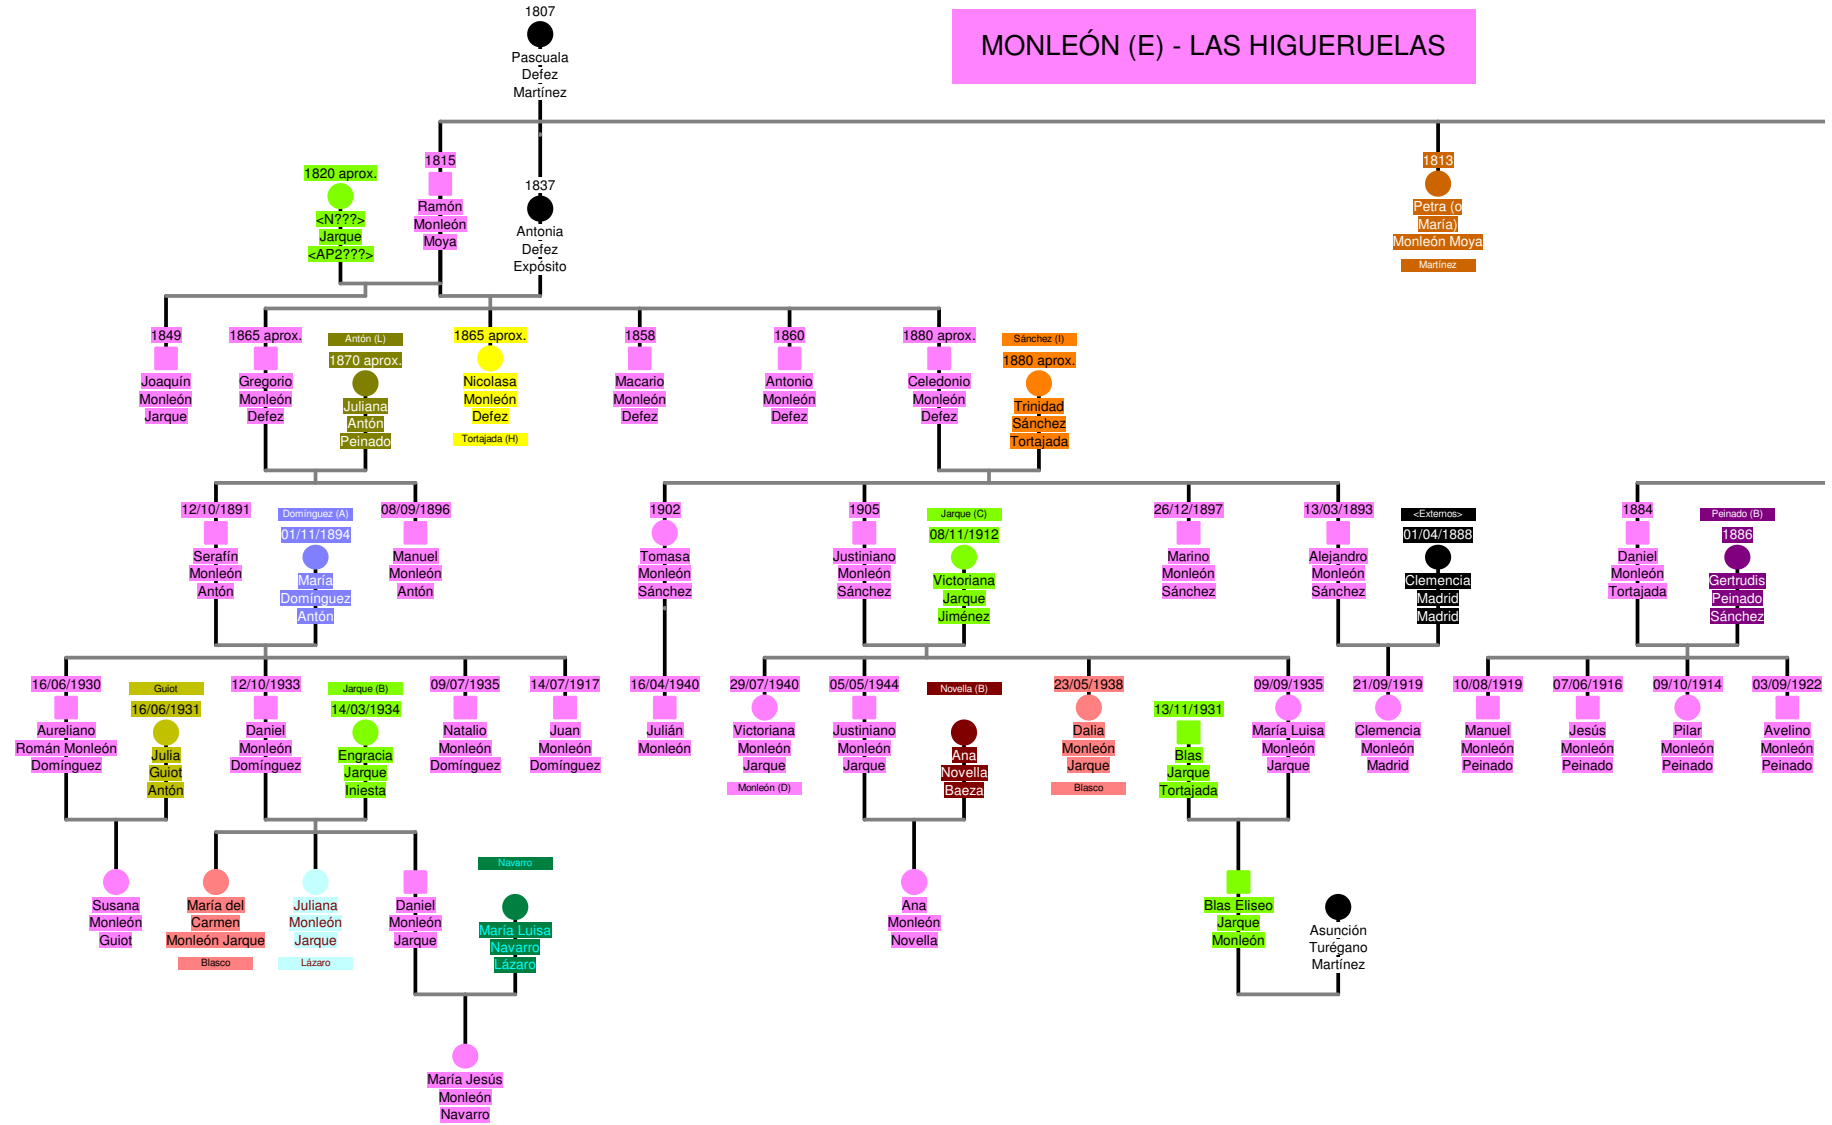 1807
Pascuala
Defez
Martínez
MONLEÓN (E) - LAS HIGUERUELAS
1820 aprox.
<N???>
Jarque
<AP2???>
1815
Ramón
Monleón
Moya
1837
Antonia
Defez
Expósito
1813
Petra (o
María)
Monleón Moya
Martínez
1849
Joaquín
Monleón
Jarque
1865 aprox.
Gregorio
Monleón
Defez
Antón (L)
1870 aprox.
Juliana
Antón
Peinado
1865 aprox.
Nicolasa
Monleón
Defez
Tortajada (H)
1858
Macario
Monleón
Defez
1860
Antonio
Monleón
Defez
1880 aprox.
Celedonio
Monleón
Defez
Sánchez (I)
1880 aprox.
Trinidad
Sánchez
Tortajada
12/10/1891
Serafín
Monleón
Antón
Domínguez (A)
01/11/1894
María
Domínguez
Antón
08/09/1896
Manuel
Monleón
Antón
1902
Tomasa
Monleón
Sánchez
1905
Justiniano
Monleón
Sánchez
Jarque (C)
08/11/1912
Victoriana
Jarque
Jiménez
26/12/1897
Marino
Monleón
Sánchez
13/03/1893
Alejandro
Monleón
Sánchez
<Externos>
01/04/1888
Clemencia
Madrid
Madrid
1884
Daniel
Monleón
Tortajada
Peinado (B)
1886
Gertrudis
Peinado
Sánchez
16/06/1930
Aureliano
Román Monleón
Domínguez
Guiot
16/06/1931
Julia
Guiot
Antón
12/10/1933
Daniel
Monleón
Domínguez
Jarque (B)
14/03/1934
Engracia
Jarque
Iniesta
09/07/1935
Natalio
Monleón
Domínguez
14/07/1917
Juan
Monleón
Domínguez
16/04/1940
Julián
Monleón
29/07/1940
Victoriana
Monleón
Jarque
Monleón (D)
05/05/1944
Justiniano
Monleón
Jarque
Novella (B)
Ana
Novella
Baeza
23/05/1938
Dalia
Monleón
Jarque
Blasco
13/11/1931
Blas
Jarque
Tortajada
09/09/1935
María Luisa
Monleón
Jarque
21/09/1919
Clemencia
Monleón
Madrid
10/08/1919
Manuel
Monleón
Peinado
07/06/1916
Jesús
Monleón
Peinado
09/10/1914
Pilar
Monleón
Peinado
03/09/1922
Avelino
Monleón
Peinado
Susana
Monleón
Guiot
María del
Carmen
Monleón Jarque
Blasco
Juliana
Monleón
Jarque
Lázaro
Daniel
Monleón
Jarque
Navarro
María Luisa
Navarro
Lázaro
Ana
Monleón
Novella
Blas Eliseo
Jarque
Monleón
Asunción
Turégano
Martínez
María Jesús
Monleón
Navarro